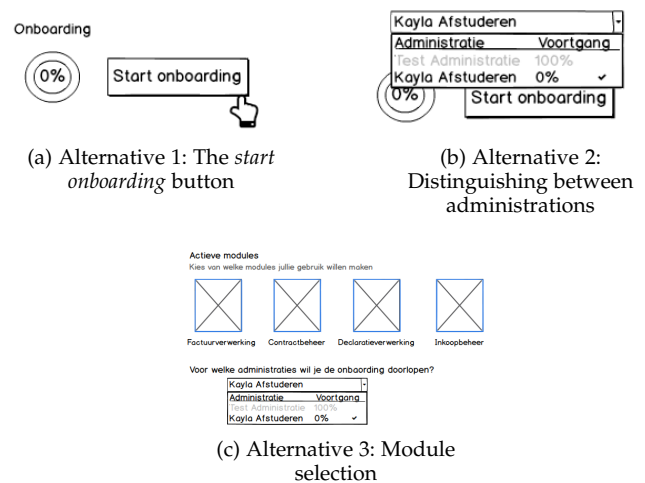 Onboarding
0%
Start onboarding
(a) Alternative 1: The start
onboarding button
Kayla Afstuderen
Administratie Voortgang
Test Administratie 100%
Kayla Afstuderen 0%
0%
Start onboarding
(b) Alternative 2:
Distinguishing between
administrations
Actieve modules
Kies van welke modules jullie gebruik willen maken
Factuurverwerking Contractbeheer Declaratieverwerking Inkoopbeheer
Voor welke administraties wil je de onboarding doorlopen?
Kayla Afstuderen
Administratie Voortgang
Test Administratie 100%
Kayla Afstuderen 0%
(c) Alternative 3: Module
selection